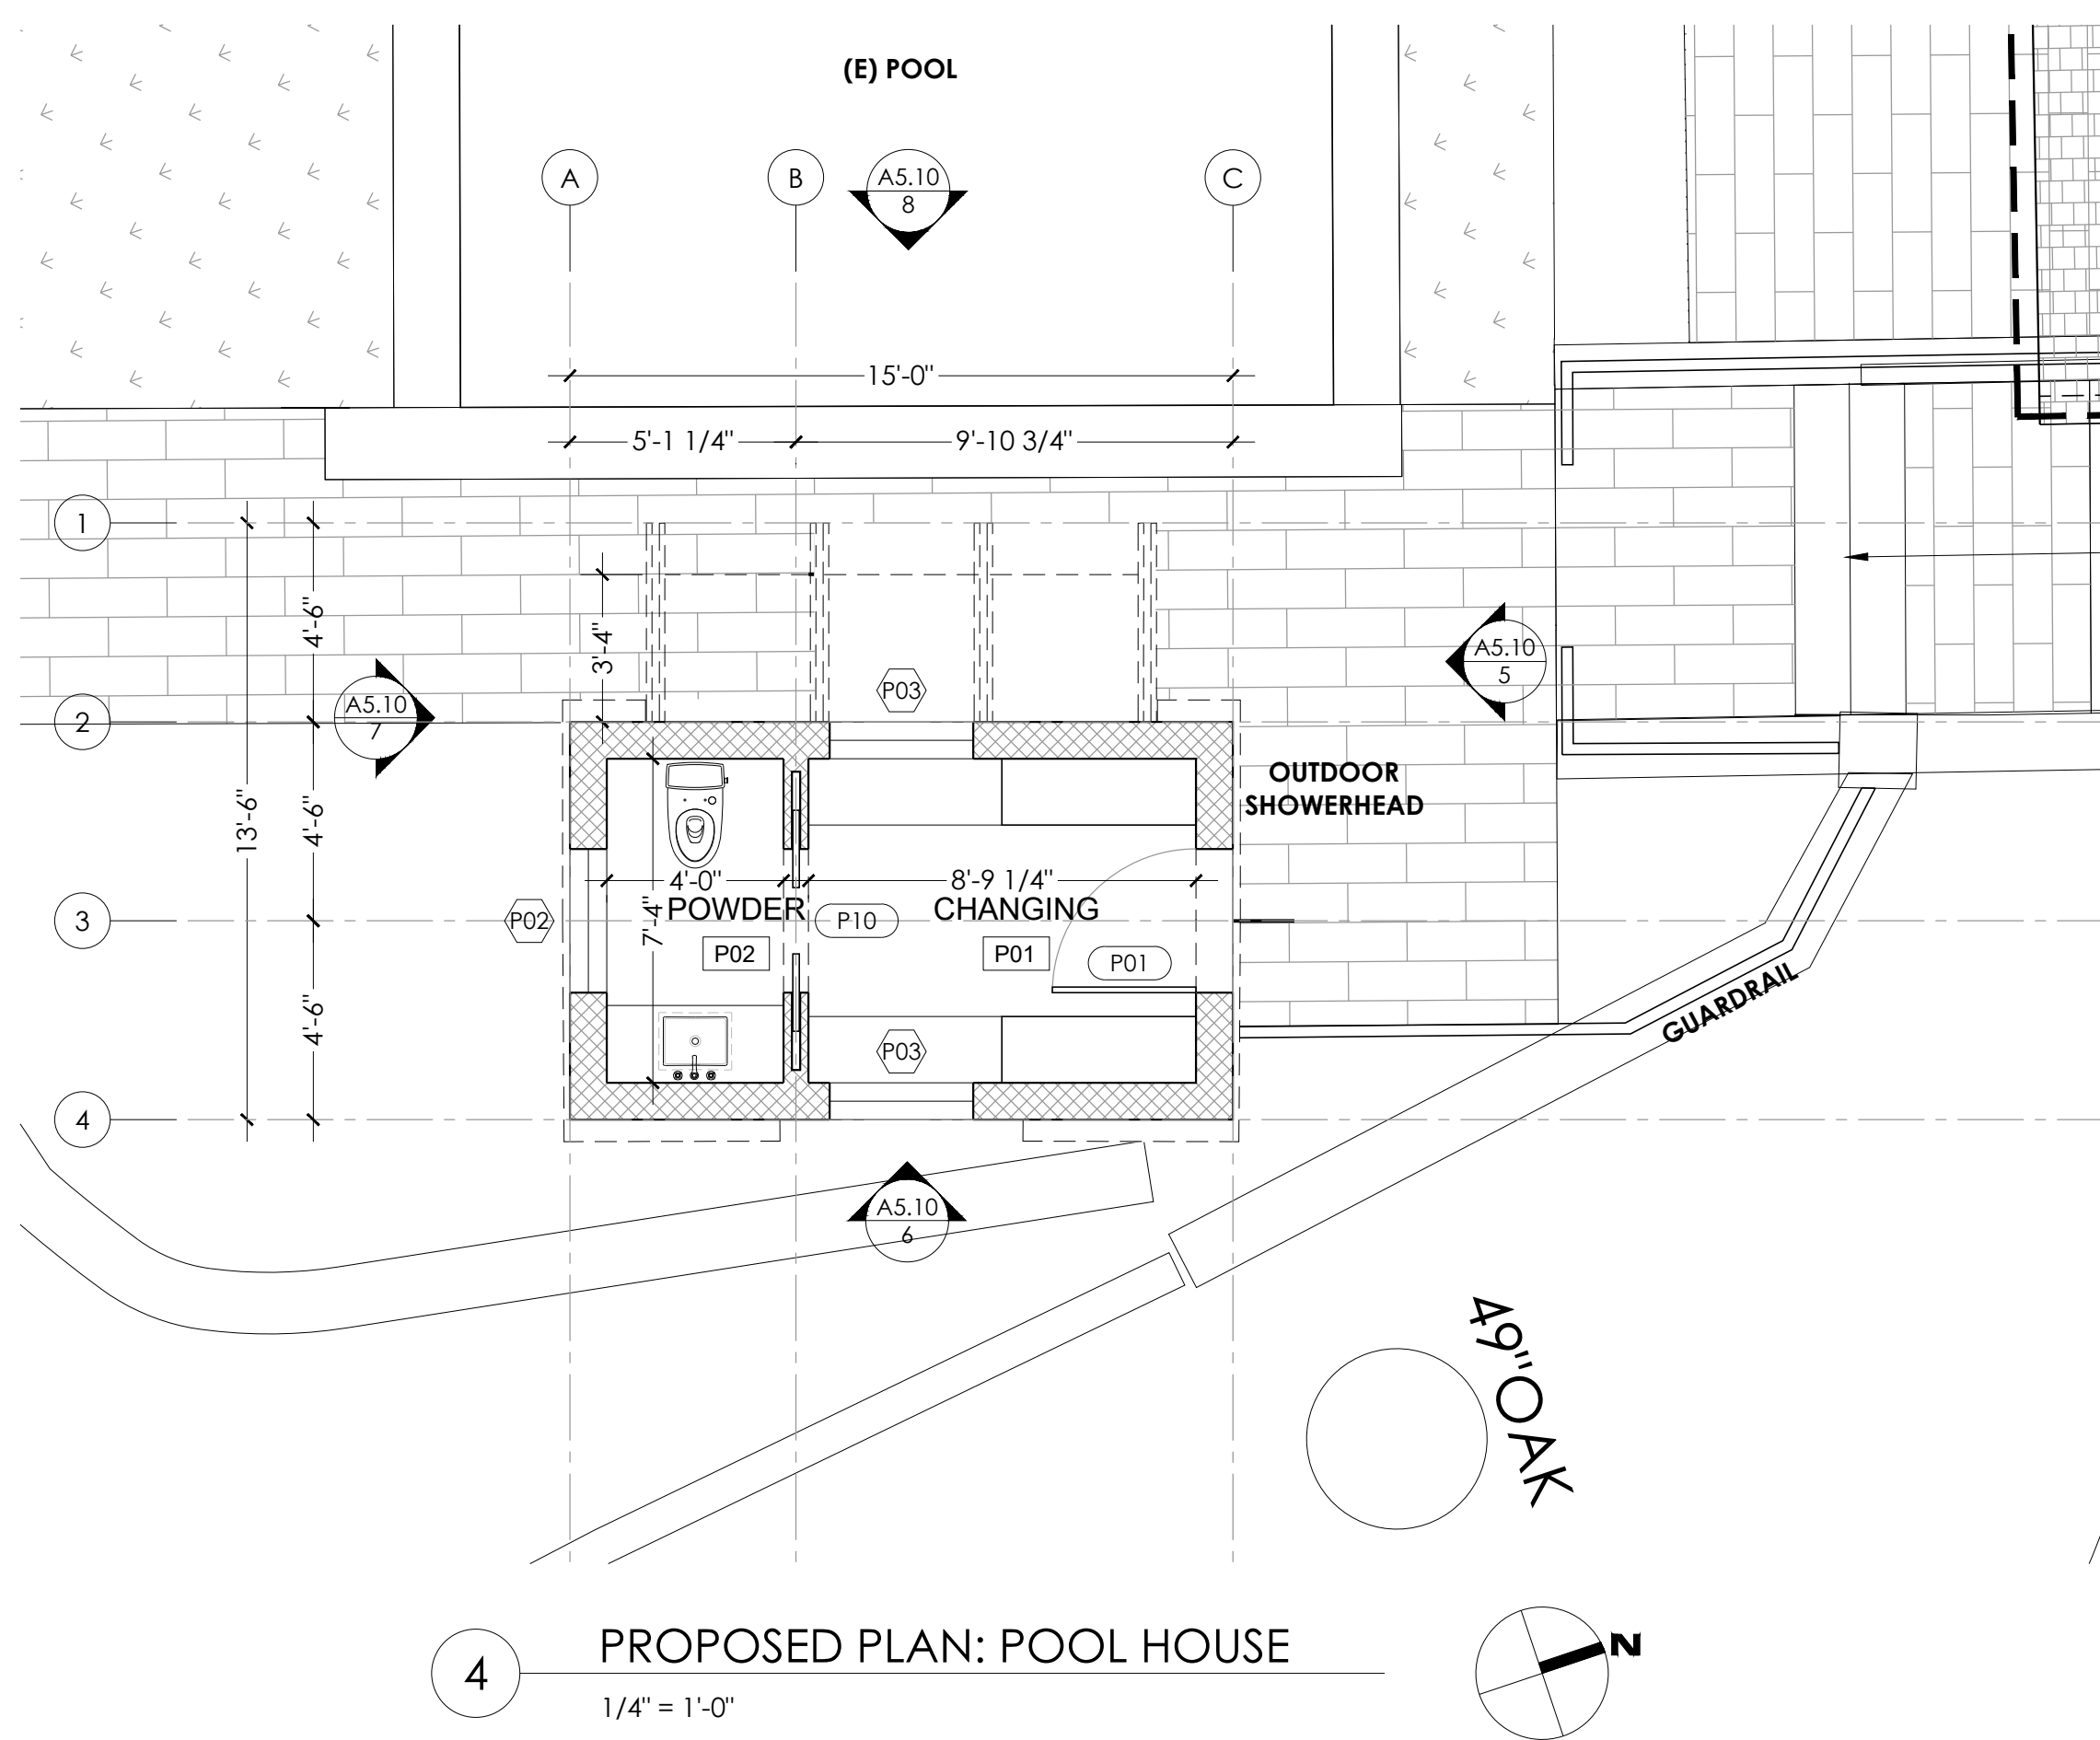 (E) POOL
A
B
A5.10
8
C
15'-0"
5'-1 1/4"
9'-10 3/4"
1
4'-6"
3'-4"
A5.10
5
P03
2
A5.10
7
OUTDOOR
SHOWERHEAD
13'-6"
4'-6"
4'-0"
8'-9 1/4"
7'-4"
POWDER
CHANGING
3
P02
P10
P02
P01
P01
GUARDRAIL
4'-6"
P03
4
A5.10
6
49"OAK
4
PROPOSED PLAN: POOL HOUSE
1/4" = 1'-0"
N